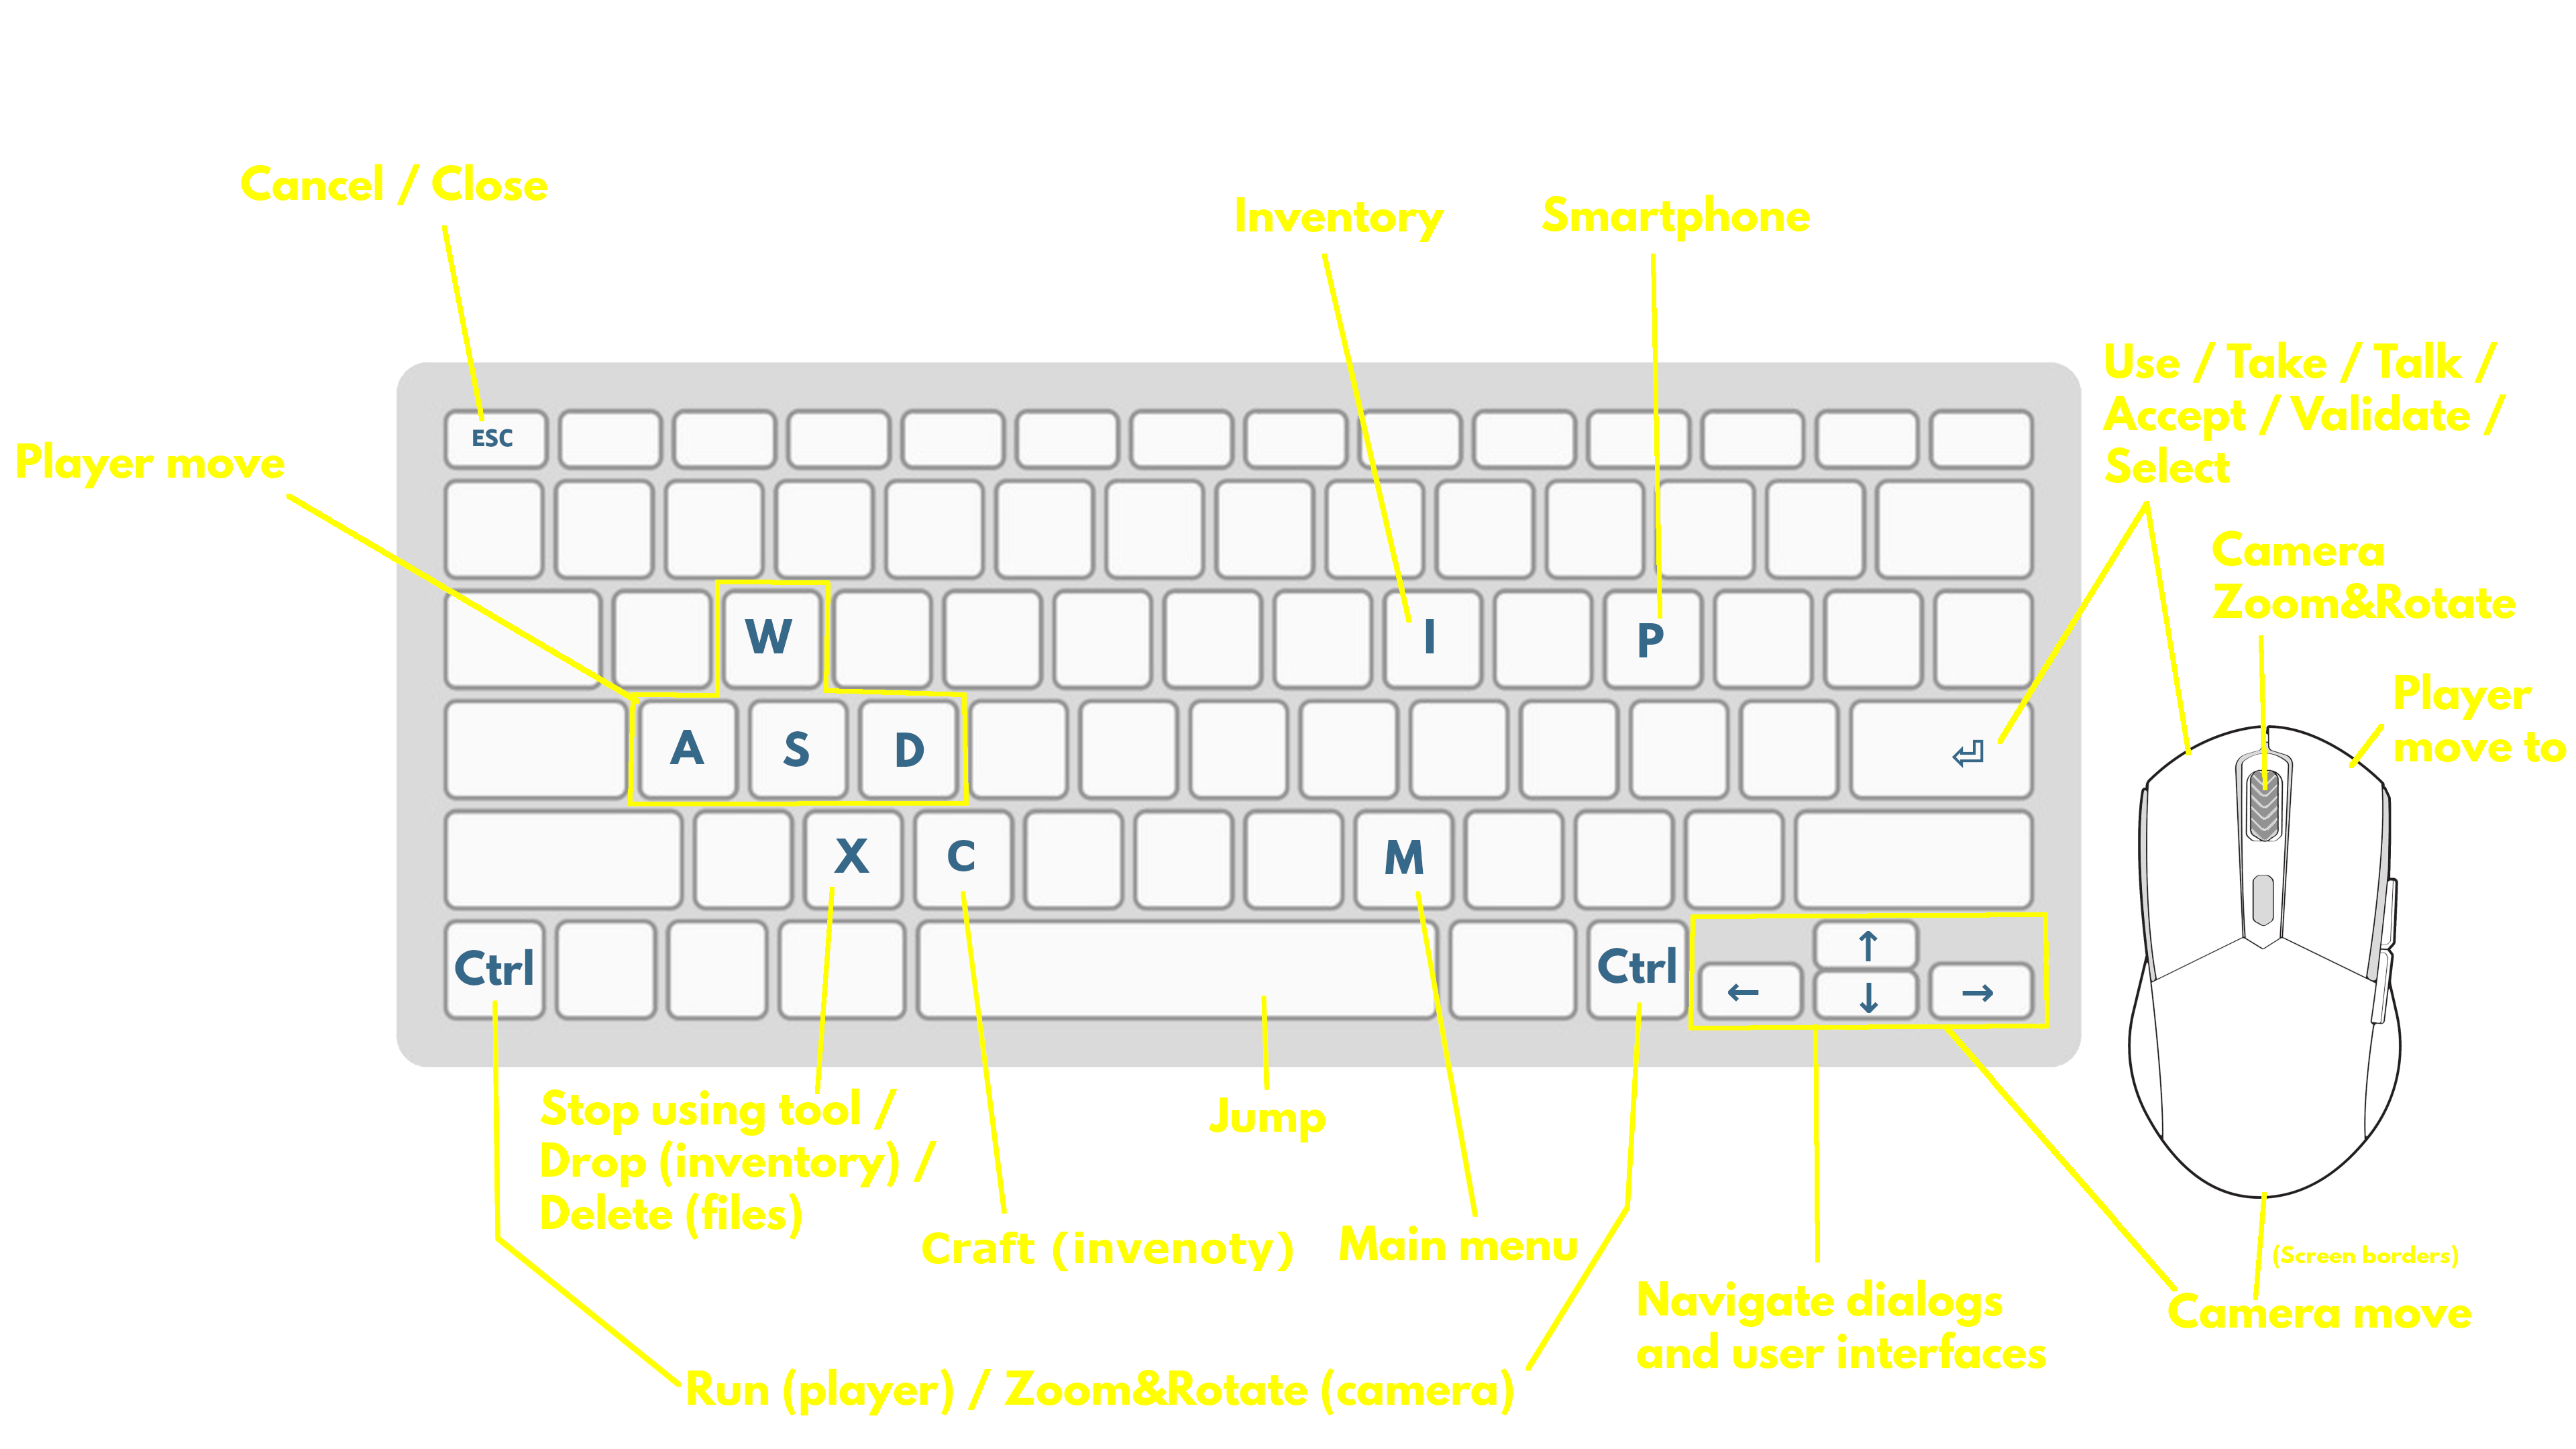 Cancel / Close
Inventory
Smartphone
Use / Take / Talk /
Accept / Validate /
Select
ESC
Player move
Camera
Zoom&Rotate
W
I
P
Player
move to
A
S
D
⏎
X
C
M
Ctrl
Ctrl
↑
←
↓
→
Stop using tool /
Drop (inventory) /
Delete (files)
Jump
Craft (invenoty)
Main menu
(Screen borders)
Navigate dialogs
and user interfaces
Camera move
Run (player) / Zoom&Rotate (camera)